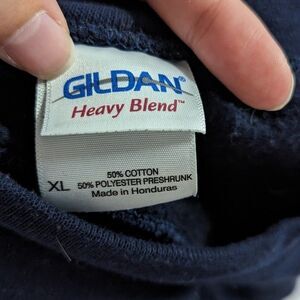 GILDAN®
Heavy Blend™
50% COTTON
XL 50% POLYESTER PRESHRUNK
Made in Honduras